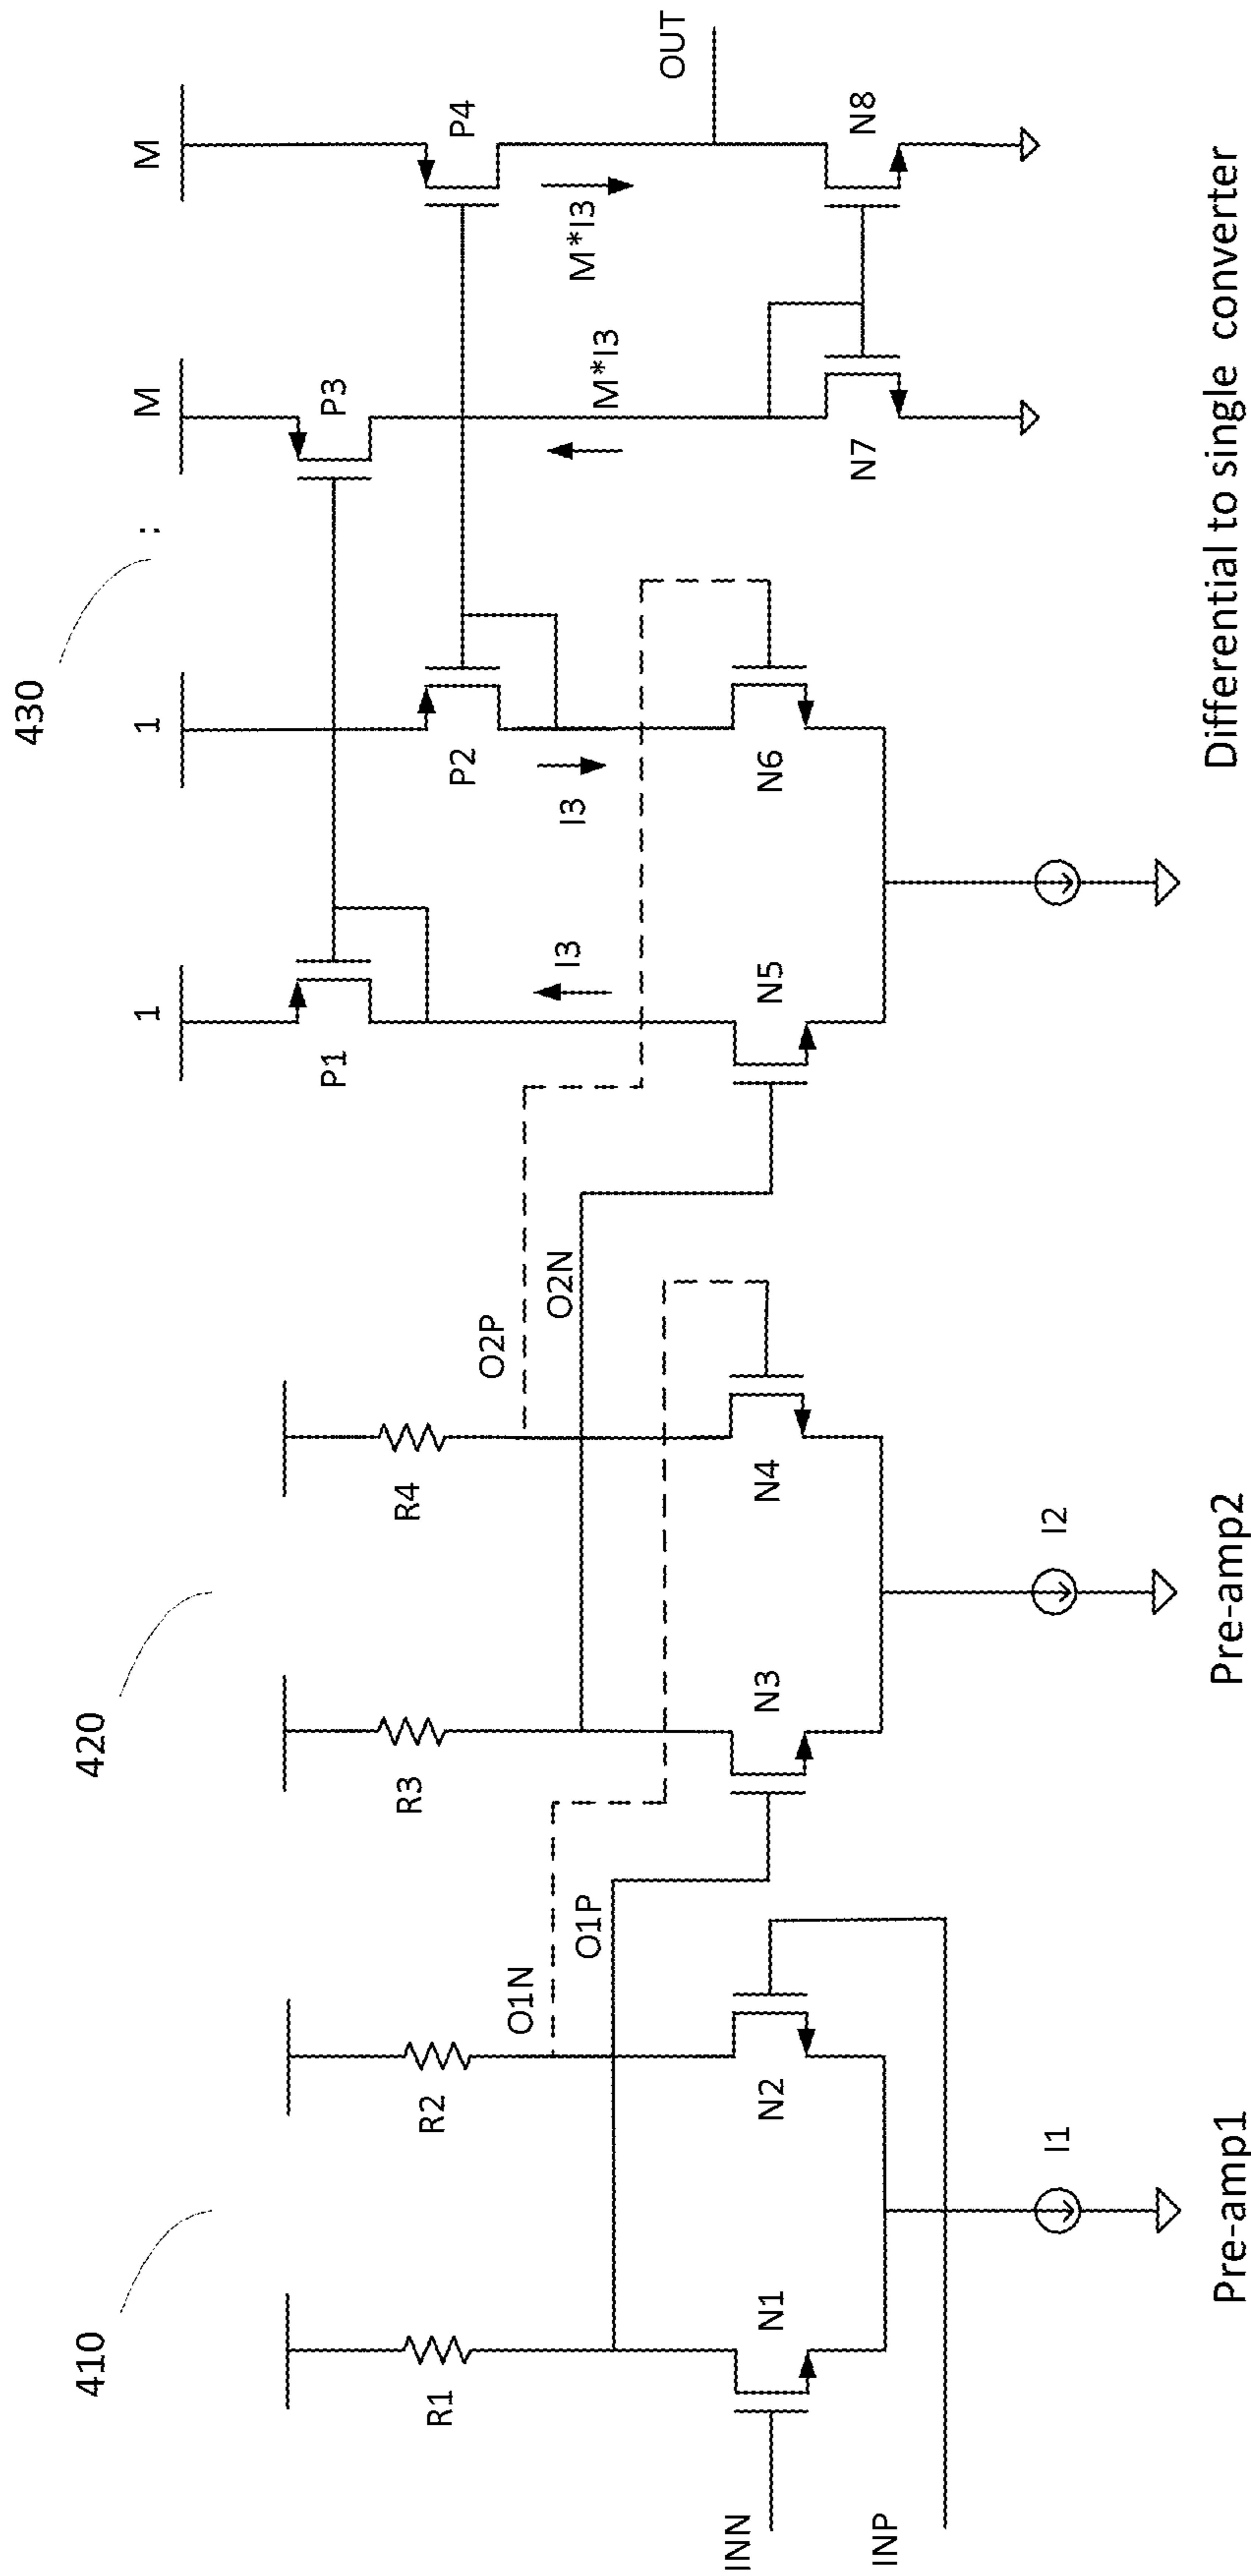 410
420
430
R1
R2
R3
R4
O1N
O1P
O2P
O2N
INN
INP
N1
N2
I1
N3
N4
I2
1
1
:
M
M
P1
P2
P3
P4
I3
I3
M*I3
M*I3
N5
N6
N7
N8
OUT
Pre-amp1
Pre-amp2
Differential to single converter